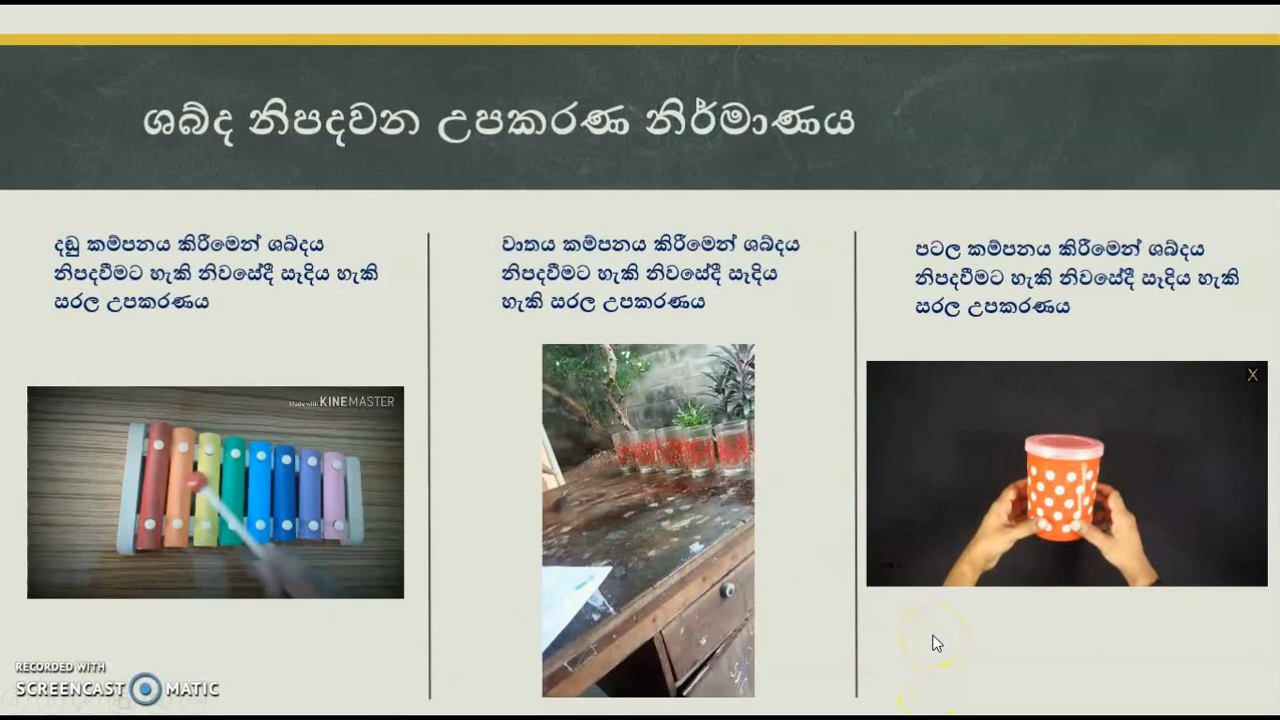 ශබ්ද නිපදවන උපකරණ නිර්මාණය
දඬු කම්පනය කිරීමෙන් ශබ්දය
නිපදවීමට හැකි නිවසේදී සෑදිය හැකි
සරල උපකරණය
වාතය කම්පනය කිරීමෙන් ශබ්දය
නිපදවීමට හැකි නිවසේදී සෑදිය
හැකි සරල උපකරණය
පටල කම්පනය කිරීමෙන් ශබ්දය
නිපදවීමට හැකි නිවසේදී සෑදිය හැකි
සරල උපකරණය
Made with KINEMASTER
X
RECORDED WITH
SCREENCAST MATIC